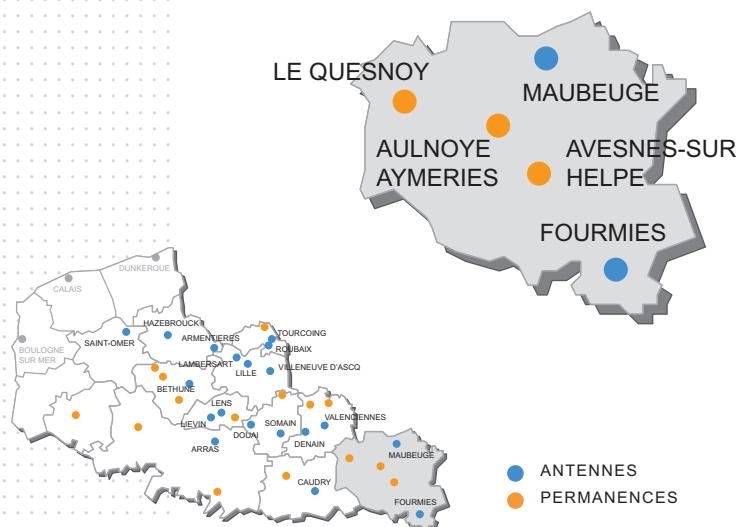 LE QUESNOY
MAUBEUGE
AULNOYE
AYMERIES
AVESNES-SUR
HELPE
FOURMIES
DUNKERQUE
CALAIS
BOULOGNE
SUR MER
SAINT-OMER
HAZEBROUCK
ARMENTIERES
TOURCOING
ROUBAIX
LAMBERSART
LILLE
VILLENEUVE D'ASCQ
BETHUNE
LENS
LIEVIN
DOUAI
SOMAIN
VALENCIENNES
DENAIN
ARRAS
MAUBEUGE
CAUDRY
FOURMIES
ANTENNES
PERMANENCES